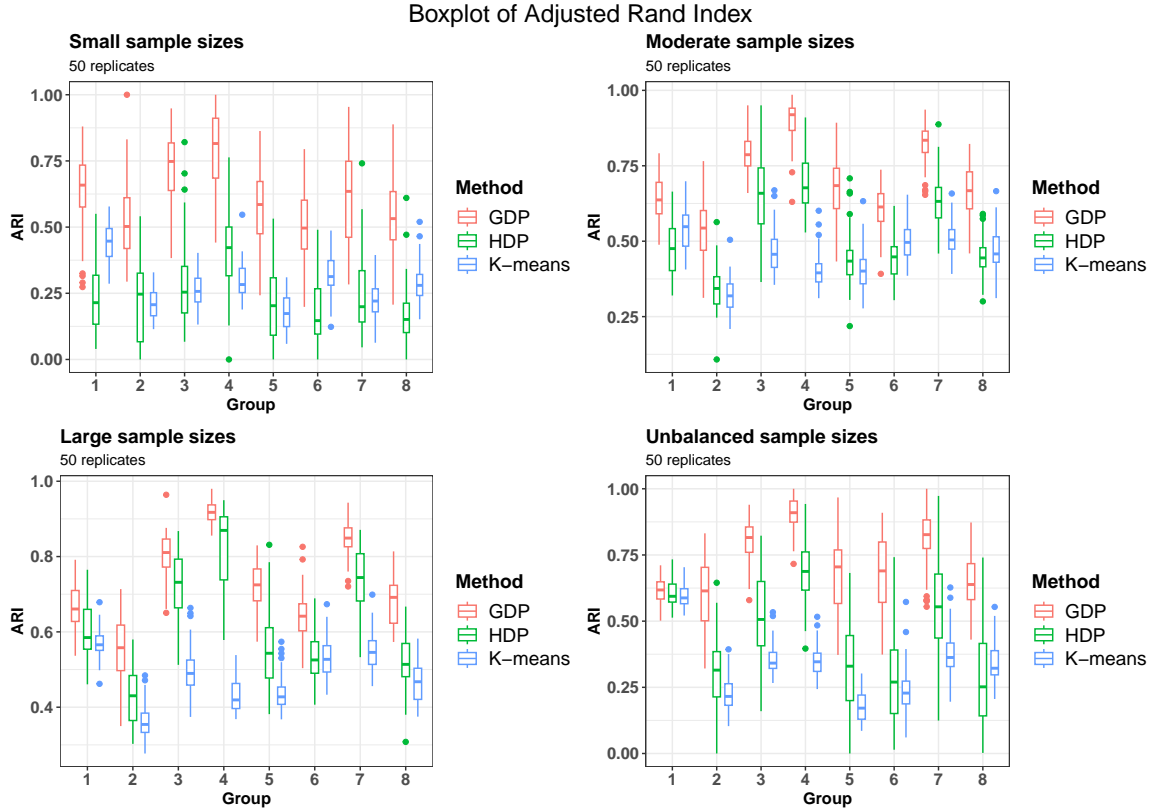 Boxplot of Adjusted Rand Index
Small sample sizes
50 replicates
1.00
0.75
0.50
0.25
0.00
ARI
1 2 3 4 5 6 7 8
Group
Method
GDP
HDP
K−means
Moderate sample sizes
50 replicates
1.00
0.75
0.50
0.25
ARI
1 2 3 4 5 6 7 8
Group
Method
GDP
HDP
K−means
Large sample sizes
50 replicates
1.0
0.8
0.6
0.4
ARI
1 2 3 4 5 6 7 8
Group
Method
GDP
HDP
K−means
Unbalanced sample sizes
50 replicates
1.00
0.75
0.50
0.25
0.00
ARI
1 2 3 4 5 6 7 8
Group
Method
GDP
HDP
K−means